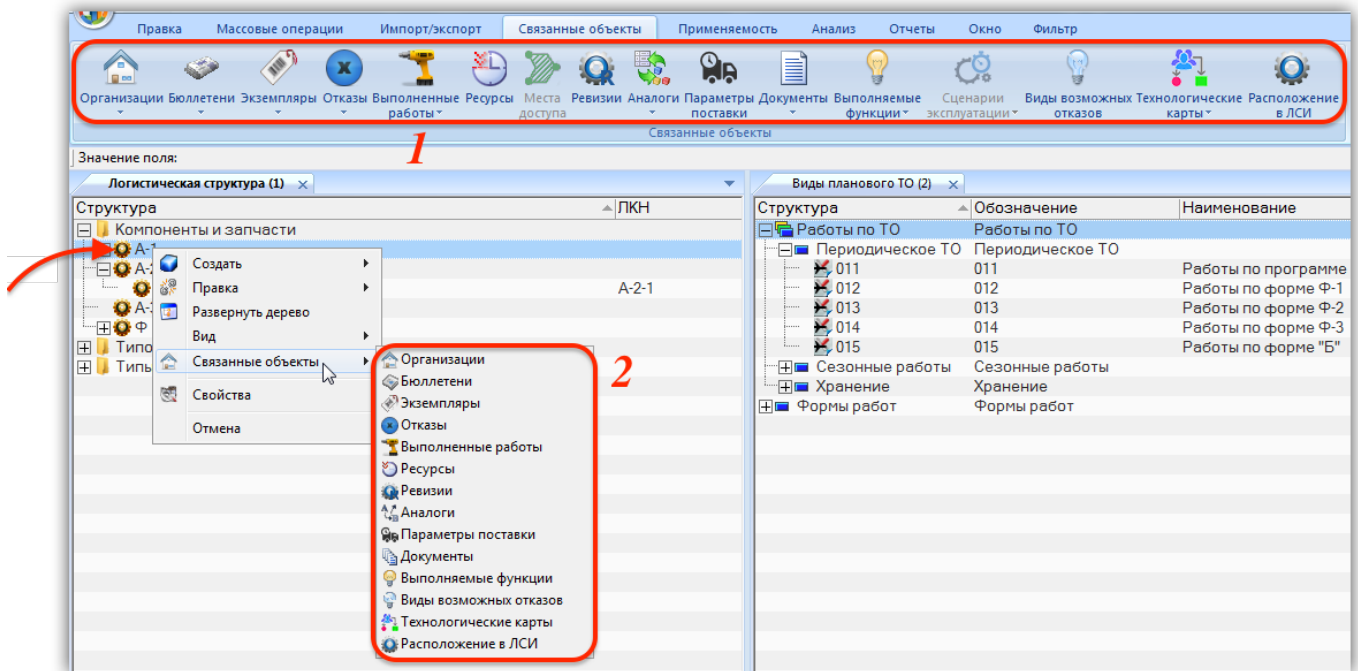 Правка Массовые операции Импорт/экспорт Связанные объекты Применяемость Анализ Отчеты Окно Фильтр
Организации Бюллетени Экземпляры Отказы Выполненные Ресурсы Места Ревизии Аналоги Параметры Документы Выполняемые Сценарии Виды возможных Технологические Расположение
работы доступа поставки функции эксплуатации отказов карты в ЛСИ
Связанные объекты
1
Значение поля:
Логистическая структура (1) Виды планового ТО (2)
Структура ЛКН Структура Обозначение Наименование
Компоненты и запчасти Работы по ТО Работы по ТО
А-1 Периодическое ТО Периодическое ТО
Создать 011 011 Работы по программе
Правка А-2-1 012 012 Работы по форме Ф-1
Развернуть дерево 013 013 Работы по форме Ф-2
Ф Вид 014 014 Работы по форме Ф-3
Типо 015 015 Работы по форме "Б"
Типы Связанные объекты Сезонные работы Сезонные работы
Свойства Хранение Хранение
Отмена Формы работ Формы работ
Организации
2
Бюллетени
Экземпляры
Отказы
Выполненные работы
Ресурсы
Ревизии
Аналоги
Параметры поставки
Документы
Выполняемые функции
Виды возможных отказов
Технологические карты
Расположение в ЛСИ